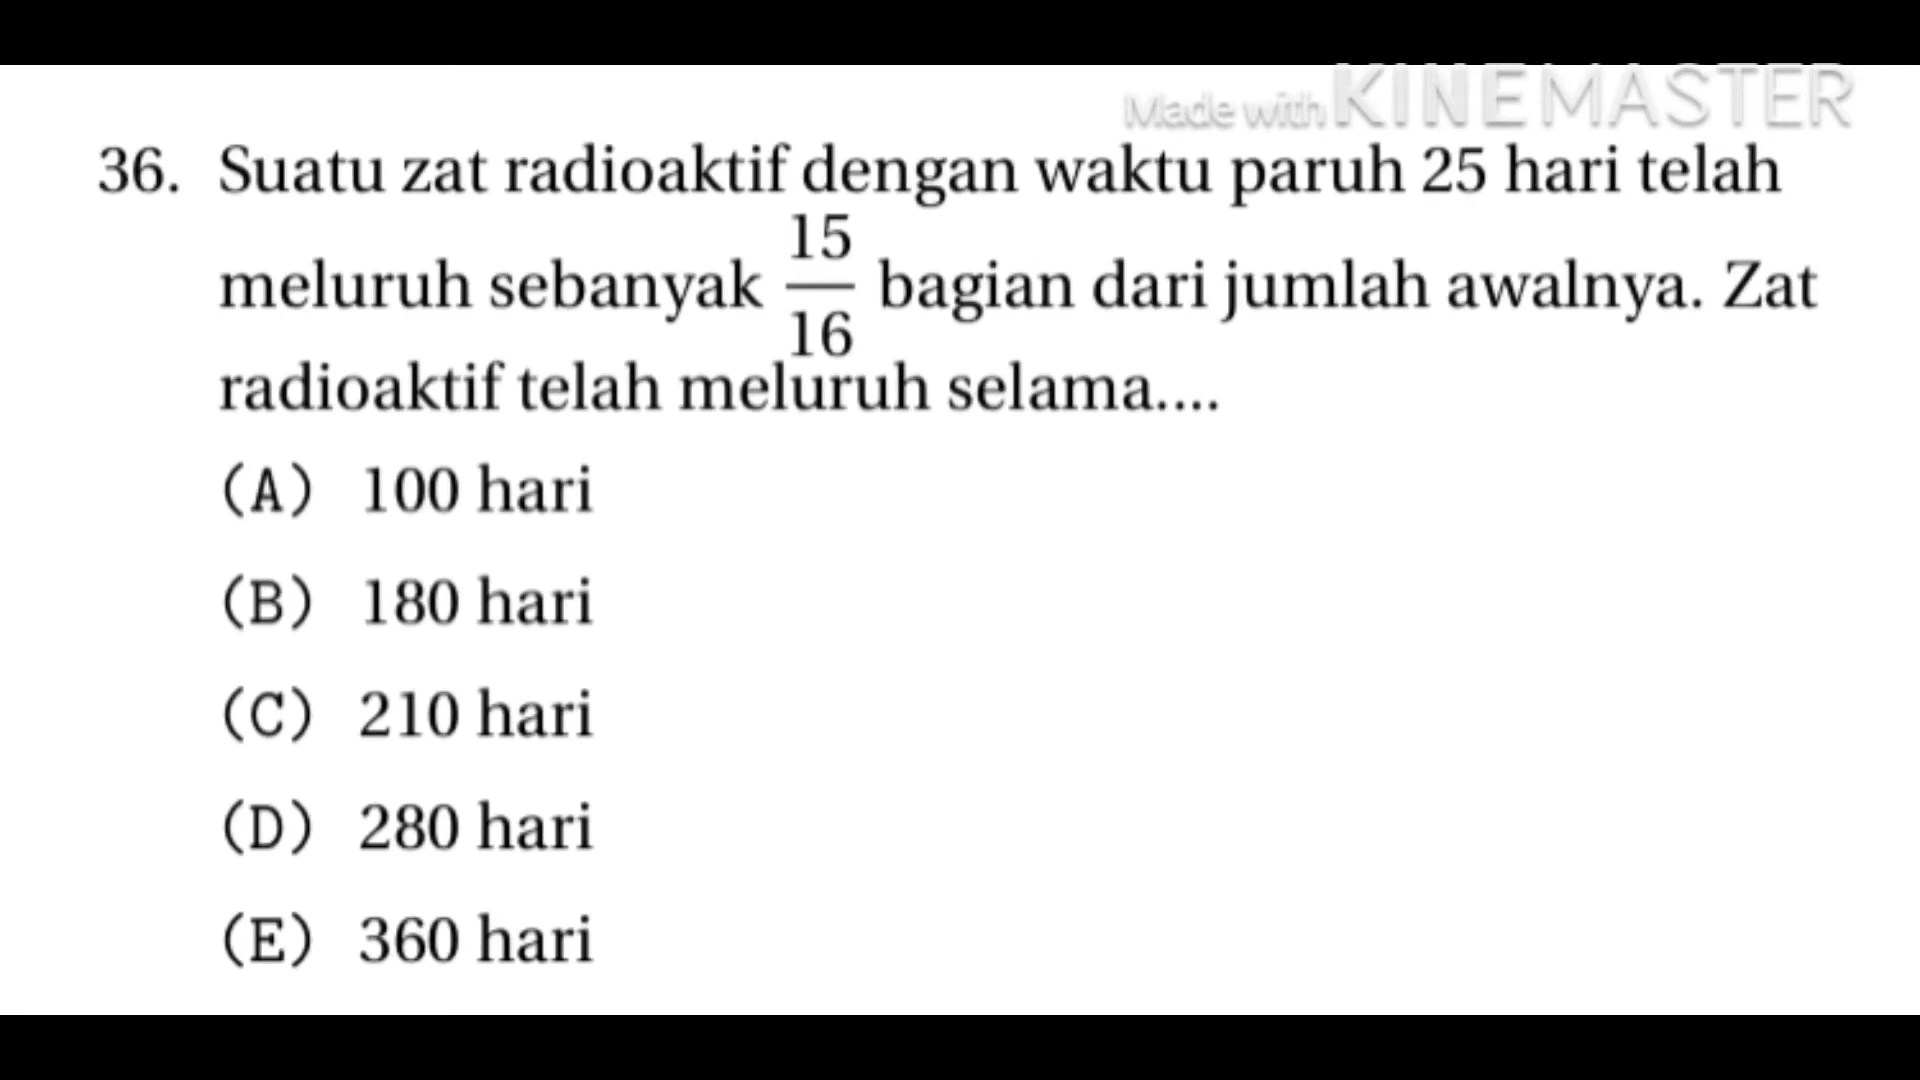 Made with KINEMASTER
36. Suatu zat radioaktif dengan waktu paruh 25 hari telah
meluruh sebanyak 15/16 bagian dari jumlah awalnya. Zat
radioaktif telah meluruh selama....
(A) 100 hari
(B) 180 hari
(C) 210 hari
(D) 280 hari
(E) 360 hari